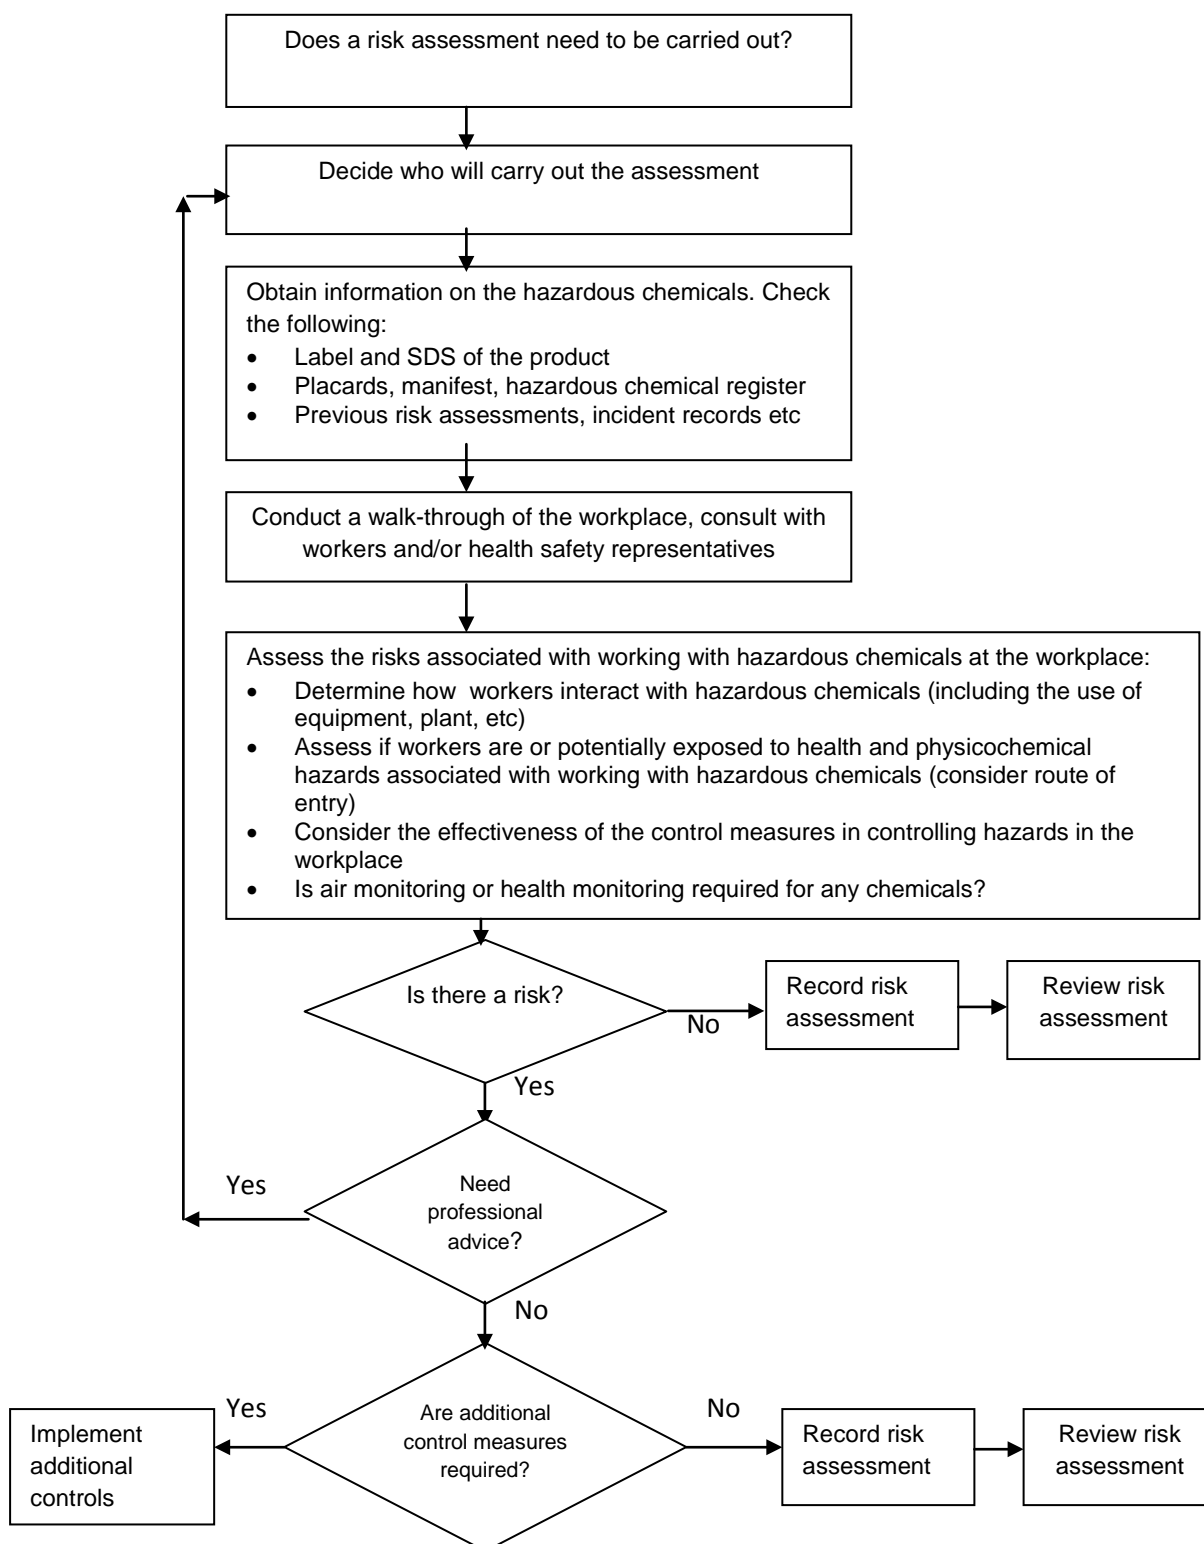 Does a risk assessment need to be carried out?
Decide who will carry out the assessment
Obtain information on the hazardous chemicals. Check
the following:
• Label and SDS of the product
• Placards, manifest, hazardous chemical register
• Previous risk assessments, incident records etc
Conduct a walk-through of the workplace, consult with
workers and/or health safety representatives
Assess the risks associated with working with hazardous chemicals at the workplace:
• Determine how  workers interact with hazardous chemicals (including the use of
equipment, plant, etc)
• Assess if workers are or potentially exposed to health and physicochemical
hazards associated with working with hazardous chemicals (consider route of
entry)
• Consider the effectiveness of the control measures in controlling hazards in the
workplace
• Is air monitoring or health monitoring required for any chemicals?
Is there a risk?
No
Record risk
assessment
Review risk
assessment
Yes
Need
professional
advice?
Yes
No
Are additional
control measures
required?
Yes
Implement
additional
controls
No
Record risk
assessment
Review risk
assessment